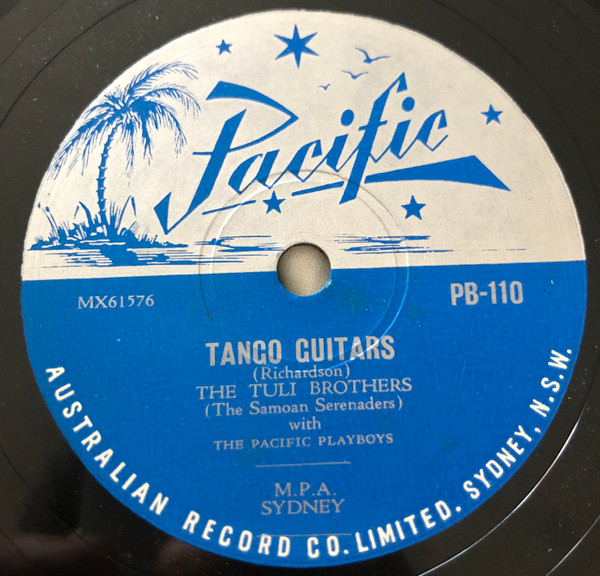 Pacific
MX61576
PB-110
TANGO GUITARS
(Richardson)
THE TULI BROTHERS
(The Samoan Serenaders)
with
THE PACIFIC PLAYBOYS
M.P.A.
SYDNEY
AUSTRALIAN RECORD CO. LIMITED. SYDNEY, N.S.W.